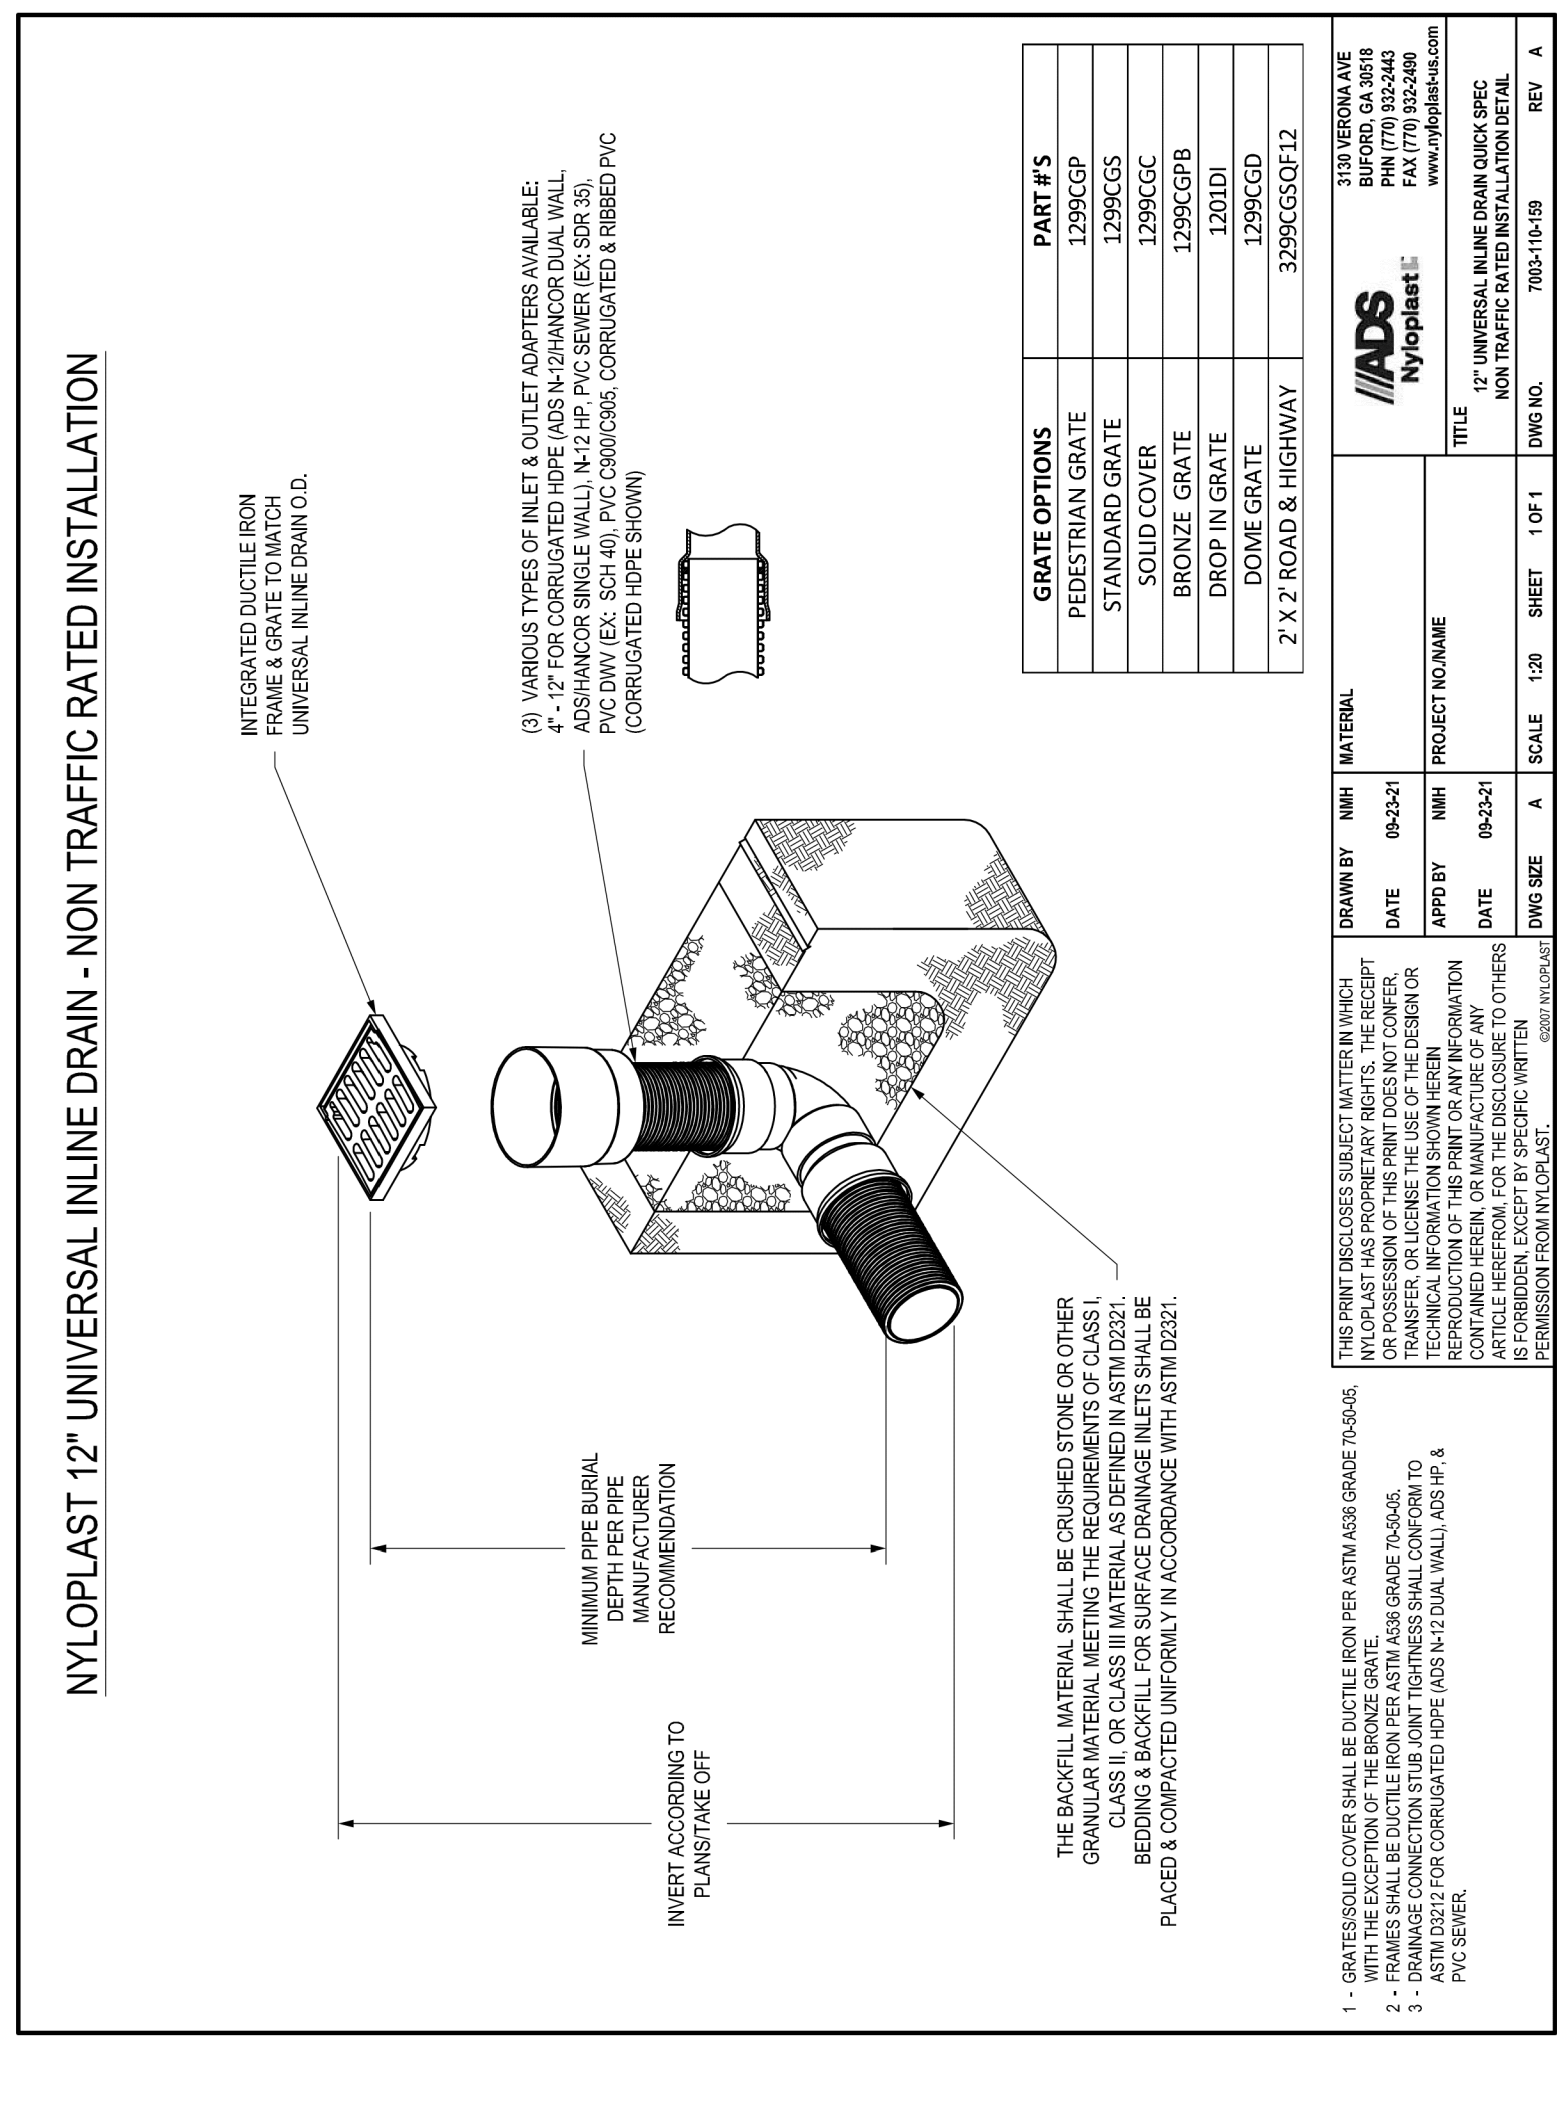 NYLOPLAST 12" UNIVERSAL INLINE DRAIN - NON TRAFFIC RATED INSTALLATION
INTEGRATED DUCTILE IRON
FRAME & GRATE TO MATCH
UNIVERSAL INLINE DRAIN O.D.
(3) VARIOUS TYPES OF INLET & OUTLET ADAPTERS AVAILABLE:
4" - 12" FOR CORRUGATED HDPE (ADS N-12/HANCOR DUAL WALL,
ADS/HANCOR SINGLE WALL), N-12 HP, PVC SEWER (EX: SDR 35),
PVC DWV (EX: SCH 40), PVC C900/C905, CORRUGATED & RIBBED PVC
(CORRUGATED HDPE SHOWN)
MINIMUM PIPE BURIAL
DEPTH PER PIPE
MANUFACTURER
RECOMMENDATION
INVERT ACCORDING TO
PLANS/TAKE OFF
THE BACKFILL MATERIAL SHALL BE CRUSHED STONE OR OTHER
GRANULAR MATERIAL MEETING THE REQUIREMENTS OF CLASS I,
CLASS II, OR CLASS III MATERIAL AS DEFINED IN ASTM D2321.
BEDDING & BACKFILL FOR SURFACE DRAINAGE INLETS SHALL BE
PLACED & COMPACTED UNIFORMLY IN ACCORDANCE WITH ASTM D2321.
GRATE OPTIONS PART #'S
PEDESTRIAN GRATE 1299CGP
STANDARD GRATE 1299CGS
SOLID COVER 1299CGC
BRONZE GRATE 1299CGPB
DROP IN GRATE 1201DI
DOME GRATE 1299CGD
2' X 2' ROAD & HIGHWAY 3299CGSQF12
1 - GRATES/SOLID COVER SHALL BE DUCTILE IRON PER ASTM A536 GRADE 70-50-05,
WITH THE EXCEPTION OF THE BRONZE GRATE.
2 - FRAMES SHALL BE DUCTILE IRON PER ASTM A536 GRADE 70-50-05.
3 - DRAINAGE CONNECTION STUB JOINT TIGHTNESS SHALL CONFORM TO
ASTM D3212 FOR CORRUGATED HDPE (ADS N-12 DUAL WALL), ADS HP, &
PVC SEWER.
THIS PRINT DISCLOSES SUBJECT MATTER IN WHICH
NYLOPLAST HAS PROPRIETARY RIGHTS. THE RECEIPT
OR POSSESSION OF THIS PRINT DOES NOT CONFER,
TRANSFER, OR LICENSE THE USE OF THE DESIGN OR
TECHNICAL INFORMATION SHOWN HEREIN
REPRODUCTION OF THIS PRINT OR ANY INFORMATION
CONTAINED HEREIN, OR MANUFACTURE OF ANY
ARTICLE HEREFROM, FOR THE DISCLOSURE TO OTHERS
IS FORBIDDEN, EXCEPT BY SPECIFIC WRITTEN
PERMISSION FROM NYLOPLAST. ©2007 NYLOPLAST
DRAWN BY NMH
DATE 09-23-21
APPD BY NMH
DATE 09-23-21
DWG SIZE A
MATERIAL
PROJECT NO./NAME
SCALE 1:20 SHEET 1 OF 1
ADS
Nyloplast
3130 VERONA AVE
BUFORD, GA 30518
PHN (770) 932-2443
FAX (770) 932-2490
www.nyloplast-us.com
TITLE
12" UNIVERSAL INLINE DRAIN QUICK SPEC
NON TRAFFIC RATED INSTALLATION DETAIL
DWG NO. 7003-110-159 REV A